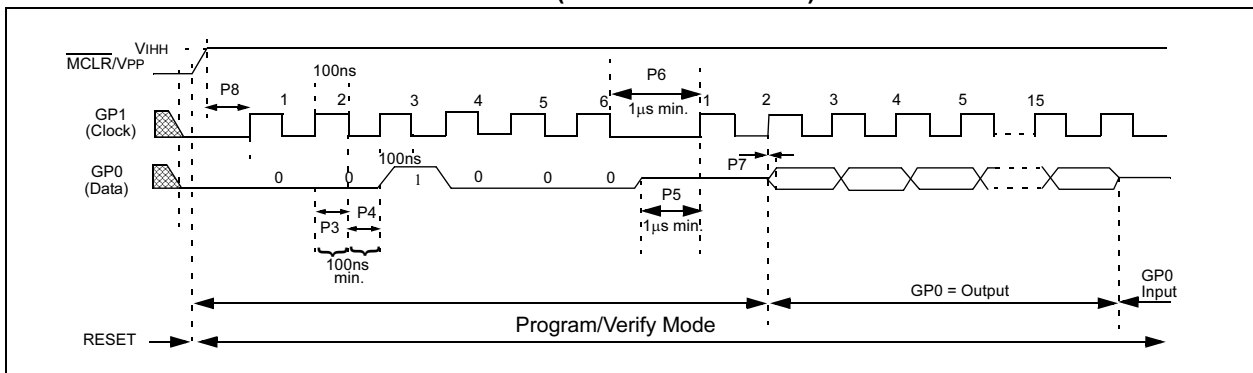 VIHH
MCLR/VPP
100ns
P6
P8
1 2 3 4 5 6
1µs min.
1 2 3 4 5 15
GP1
(Clock)
100ns
P7
GP0
(Data)
0 0 1 0 0 0
P5
1µs min.
P4
P3
100ns
min.
GP0
Input
GP0 = Output
Program/Verify Mode
RESET